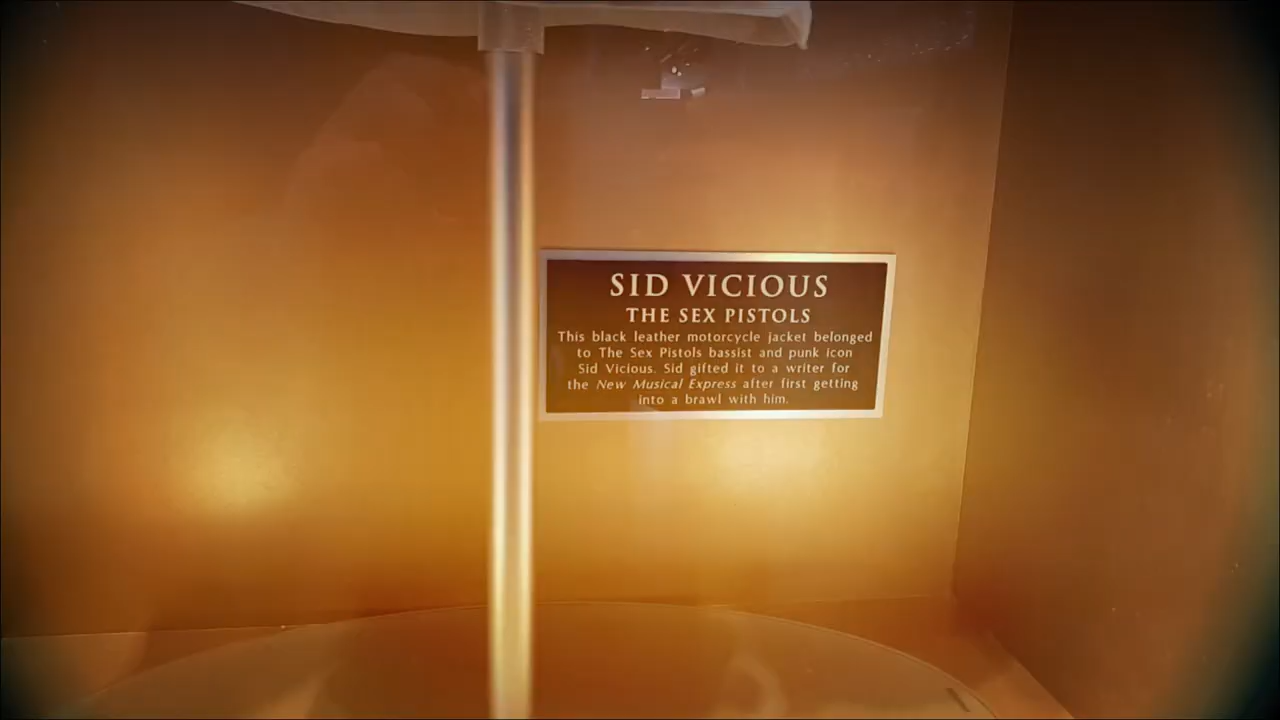 SID VICIOUS
THE SEX PISTOLS
This black leather motorcycle jacket belonged
to The Sex Pistols bassist and punk icon
Sid Vicious. Sid gifted it to a writer for
the New Musical Express after first getting
into a brawl with him.